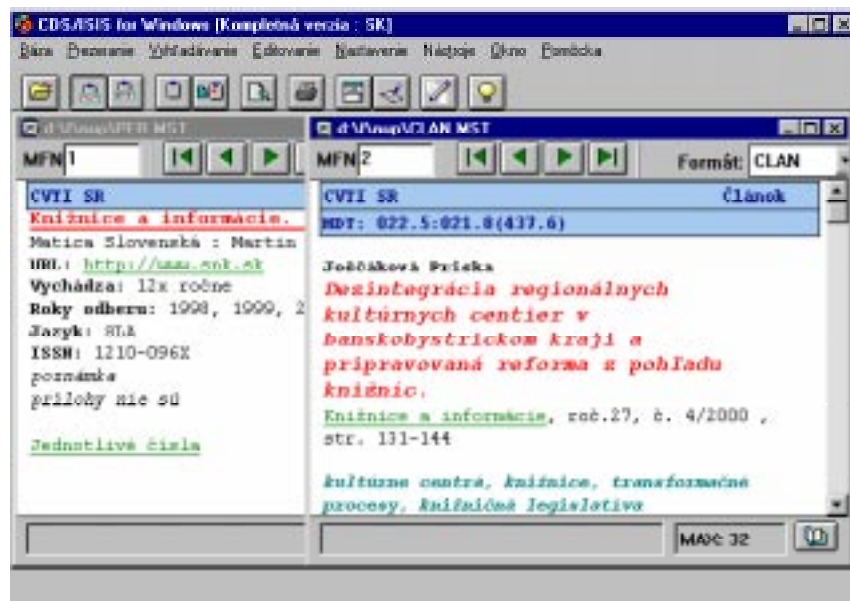 CDS/ISIS for Windows [Kompletná verzia : SK]
Báza Prezeranie Vyhľadávanie Editovanie Nastavenie Nástroje Okno Pomôcka
MST
MFN 1
CVTI SR
Knižnice a informácie.
Matica Slovenská : Martin
URL: http://www.snk.sk
Vychádza: 12x ročne
Roky odberu: 1998, 1999, 2
Jazyk: SLA
ISSN: 1210-096X
poznámka
prílohy nie sú
Jednotlivé čísla
CLAN.MST
MFN 2
Formát: CLAN
CVTI SR Článok
MDT: 022.5:021.8(437.6)
Dezintegrácia regionálnych
kultúrnych centier v
banskobystrickom kraji a
pripravovaná reforma z pohľadu
knižníc.
Knižnice a informácie, roč.27, č. 4/2000 ,
str. 131-144
kultúrne centrá, knižnice, transformačné
procesy, knižničná legislatíva
MAX: 32